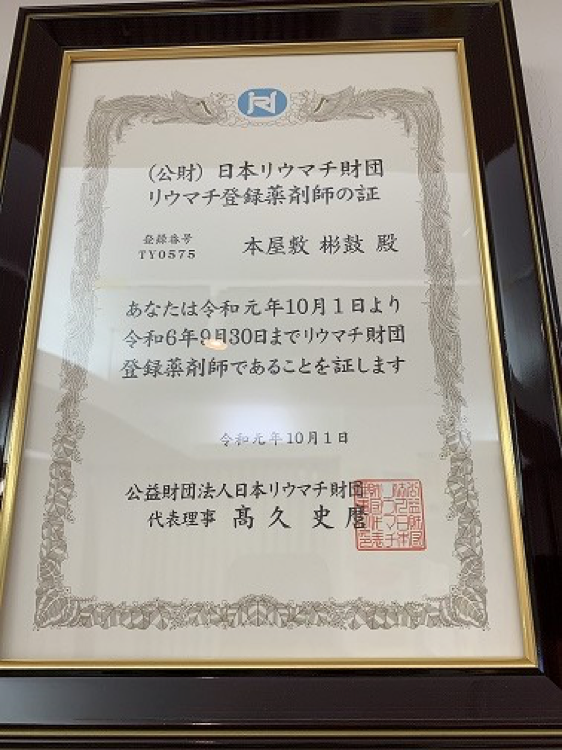 (公財) 日本リウマチ財団
リウマチ登録薬剤師の証
登録番号
TY0575
本屋敷 彬鼓 殿
あなたは令和元年10月1日より
令和6年9月30日までリウマチ財団
登録薬剤師であることを証します
令和元年10月1日
公益財団法人日本リウマチ財団
代表理事 髙久史麿